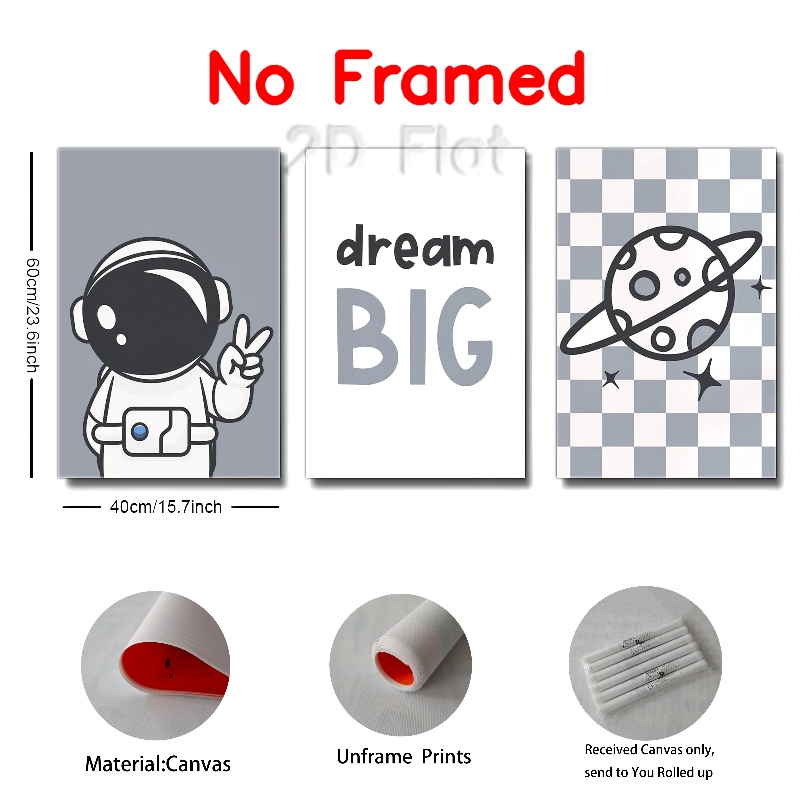 No Framed
2D Flat
60cm/23.6inch
dream
BIG
40cm/15.7inch
Material:Canvas
Unframe Prints
Received Canvas only,
send to You Rolled up